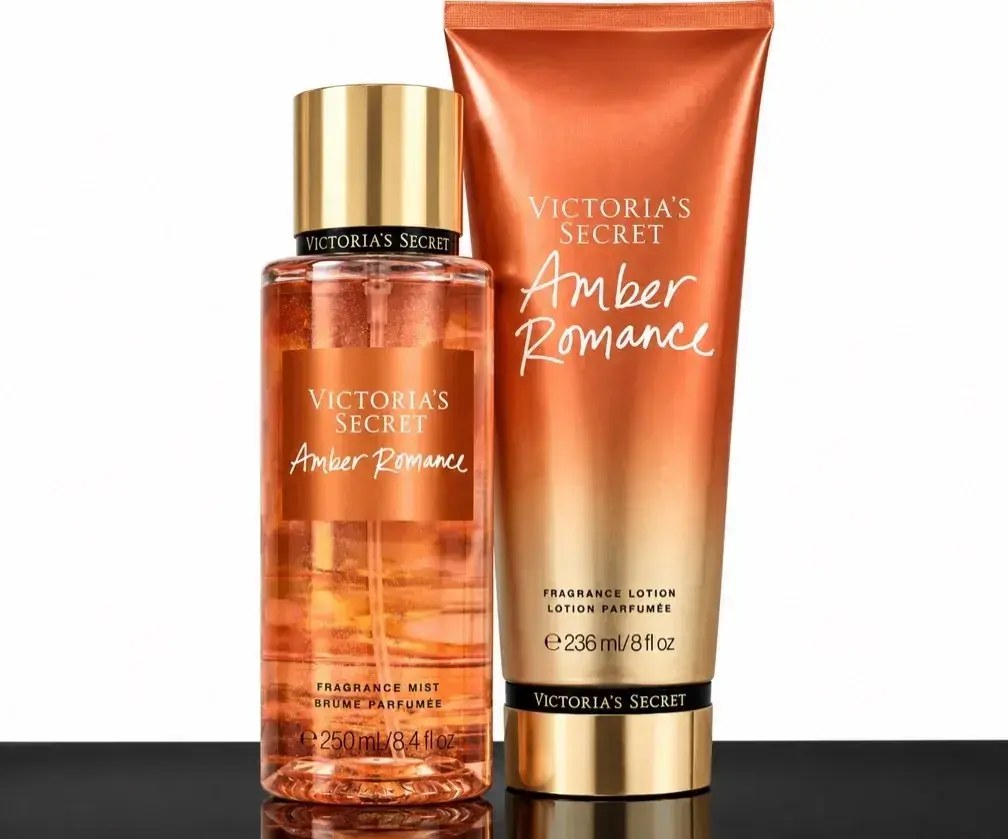 VICTORIA'S SECRET
VICTORIA'S
SECRET
Amber Romance
FRAGRANCE MIST
BRUME PARFUMÉE
℮ 250 ml/8.4 fl oz
VICTORIA'S
SECRET
Amber
Romance
FRAGRANCE LOTION
LOTION PARFUMÉE
℮ 236 ml/8 fl oz
VICTORIA'S SECRET